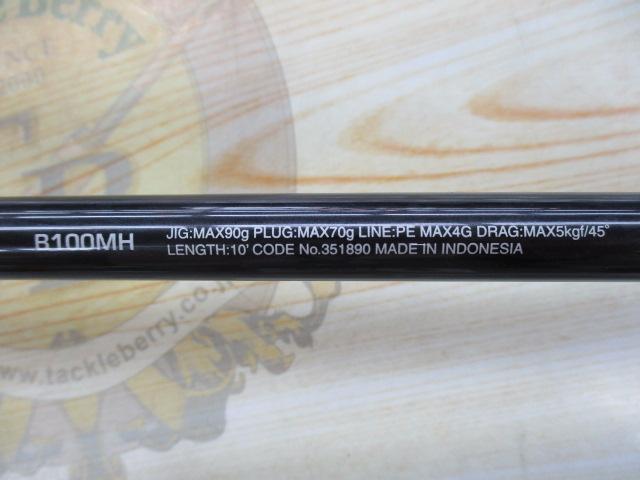 Berry
B100MH
JIG:MAX90g PLUG:MAX70g LINE:PE MAX4G DRAG:MAX5kgf/45°
LENGTH:10' CODE No.351890 MADE IN INDONESIA
www.tackleberry.co.